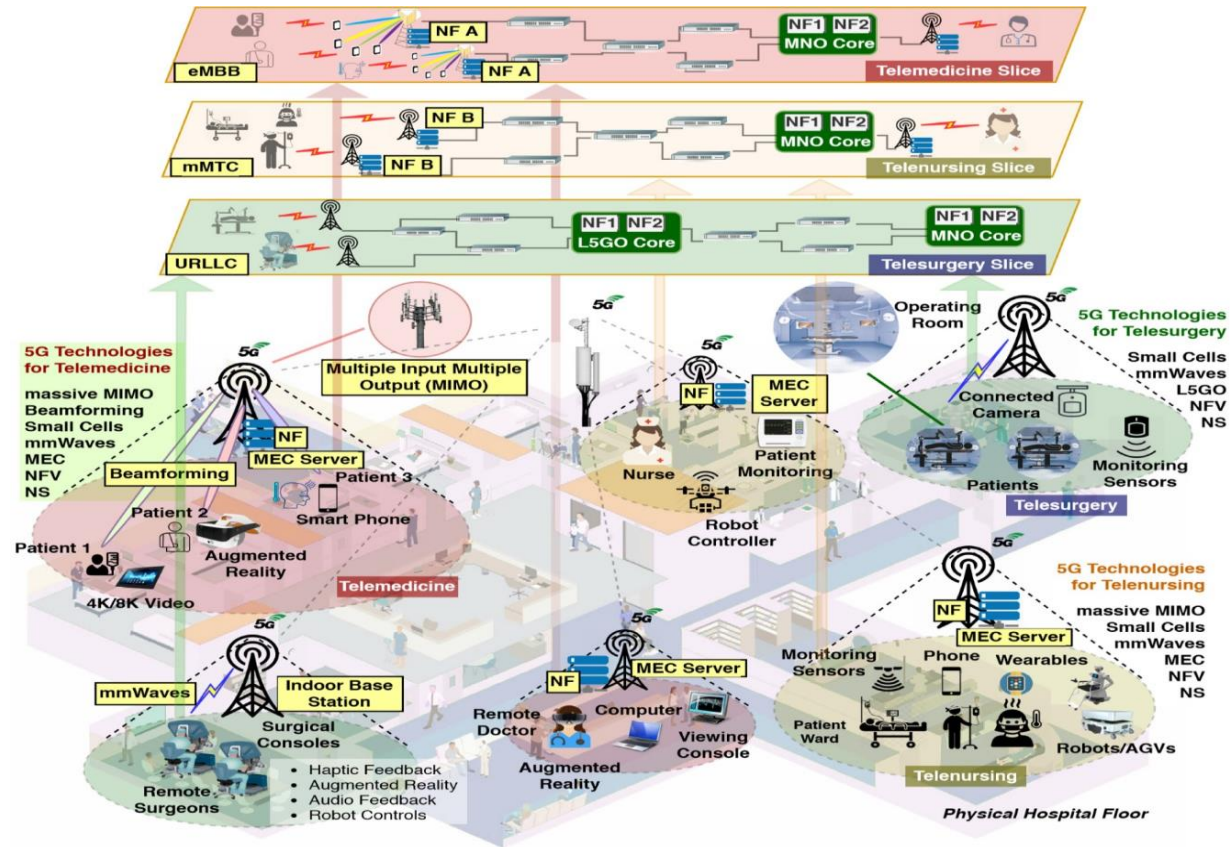 NF A
NF1 NF2
MNO Core
eMBB
NF A
Telemedicine Slice
NF B
NF1 NF2
MNO Core
mMTC
NF B
Telenursing Slice
NF1 NF2
L5GO Core
NF1 NF2
MNO Core
URLLC
Telesurgery Slice
5G Technologies
for Telemedicine
massive MIMO
Beamforming
Small Cells
mmWaves
MEC
NFV
NS
5G
Multiple Input Multiple
Output (MIMO)
5G
5G
Operating
Room
5G
5G Technologies
for Telesurgery
Small Cells
mmWaves
L5GO
NFV
NS
NF
MEC Server
Beamforming
Patient 3
Smart Phone
Patient 2
Augmented
Reality
Patient 1
4K/8K Video
Telemedicine
NF
MEC
Server
Nurse
Patient
Monitoring
Robot
Controller
Connected
Camera
Patients
Monitoring
Sensors
Telesurgery
5G
mmWaves
Indoor Base
Station
Surgical
Consoles
Remote
Surgeons
• Haptic Feedback
• Augmented Reality
• Audio Feedback
• Robot Controls
5G
NF
MEC Server
Remote
Doctor
Computer
Viewing
Console
Augmented
Reality
5G
5G Technologies
for Telenursing
massive MIMO
Small Cells
mmWaves
MEC
NFV
NS
NF
MEC Server
Monitoring
Sensors
Phone
Wearables
Patient
Ward
Robots/AGVs
Telenursing
Physical Hospital Floor